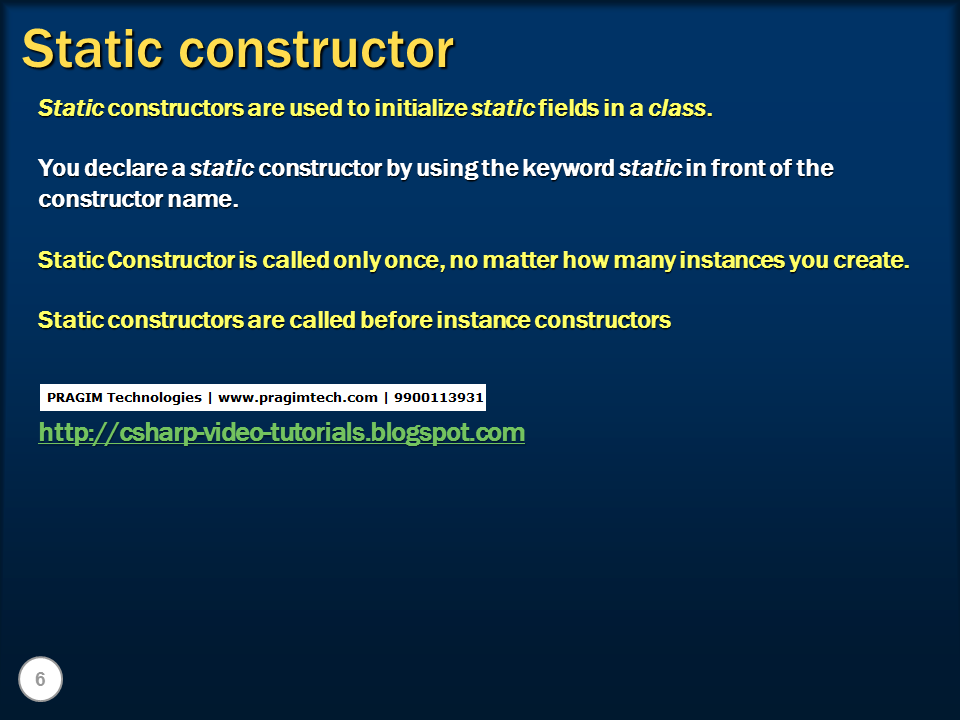 Static constructor
Static constructors are used to initialize static fields in a class.
You declare a static constructor by using the keyword static in front of the
constructor name.
Static Constructor is called only once, no matter how many instances you create.
Static constructors are called before instance constructors
PRAGIM Technologies | www.pragimtech.com | 9900113931
http://csharp-video-tutorials.blogspot.com
6